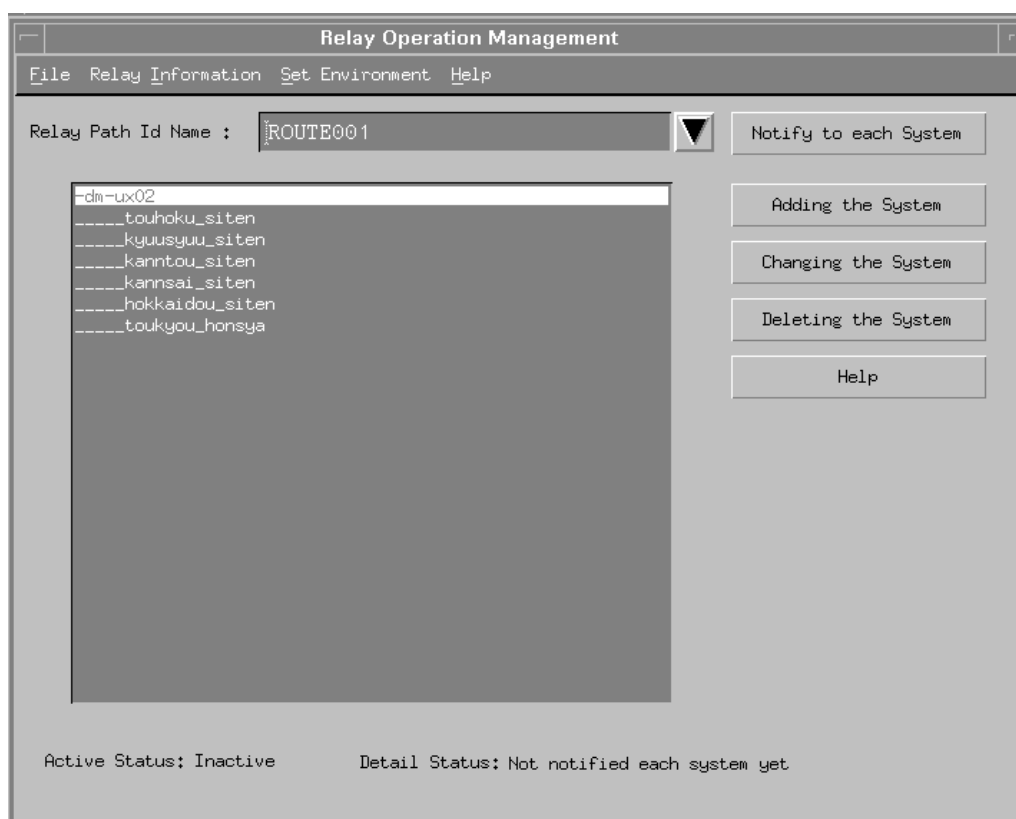 Relay Operation Management
File Relay Information Set Environment Help
Relay Path Id Name : ROUTE001
Notify to each System
-dm-ux02
_____touhoku_siten
_____kyuusyuu_siten
_____kanntou_siten
_____kannsai_siten
_____hokkaidou_siten
_____toukyou_honsya
Adding the System
Changing the System
Deleting the System
Help
Active Status: Inactive Detail Status: Not notified each system yet